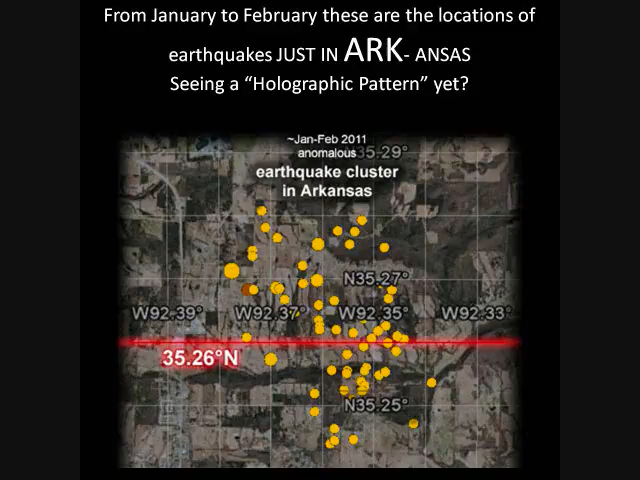 From January to February these are the locations of
earthquakes JUST IN ARK- ANSAS
Seeing a “Holographic Pattern” yet?
~Jan-Feb 2011
anomalous 35.29°
earthquake cluster
in Arkansas
N35.27°
W92.39° W92.37° W92.35° W92.33°
35.26°N
N35.25°